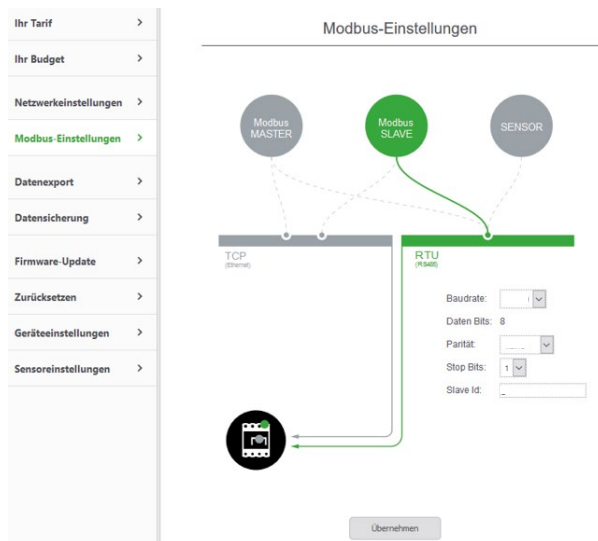 Ihr Tarif
Ihr Budget
Netzwerkeinstellungen
Modbus-Einstellungen
Datenexport
Datensicherung
Firmware-Update
Zurücksetzen
Geräteeinstellungen
Sensoreinstellungen
Modbus-Einstellungen
Modbus
MASTER
Modbus
SLAVE
SENSOR
TCP
(Ethernet)
RTU
(RS485)
Baudrate:
Daten Bits: 8
Parität:
Stop Bits: 1
Slave Id:
Übernehmen